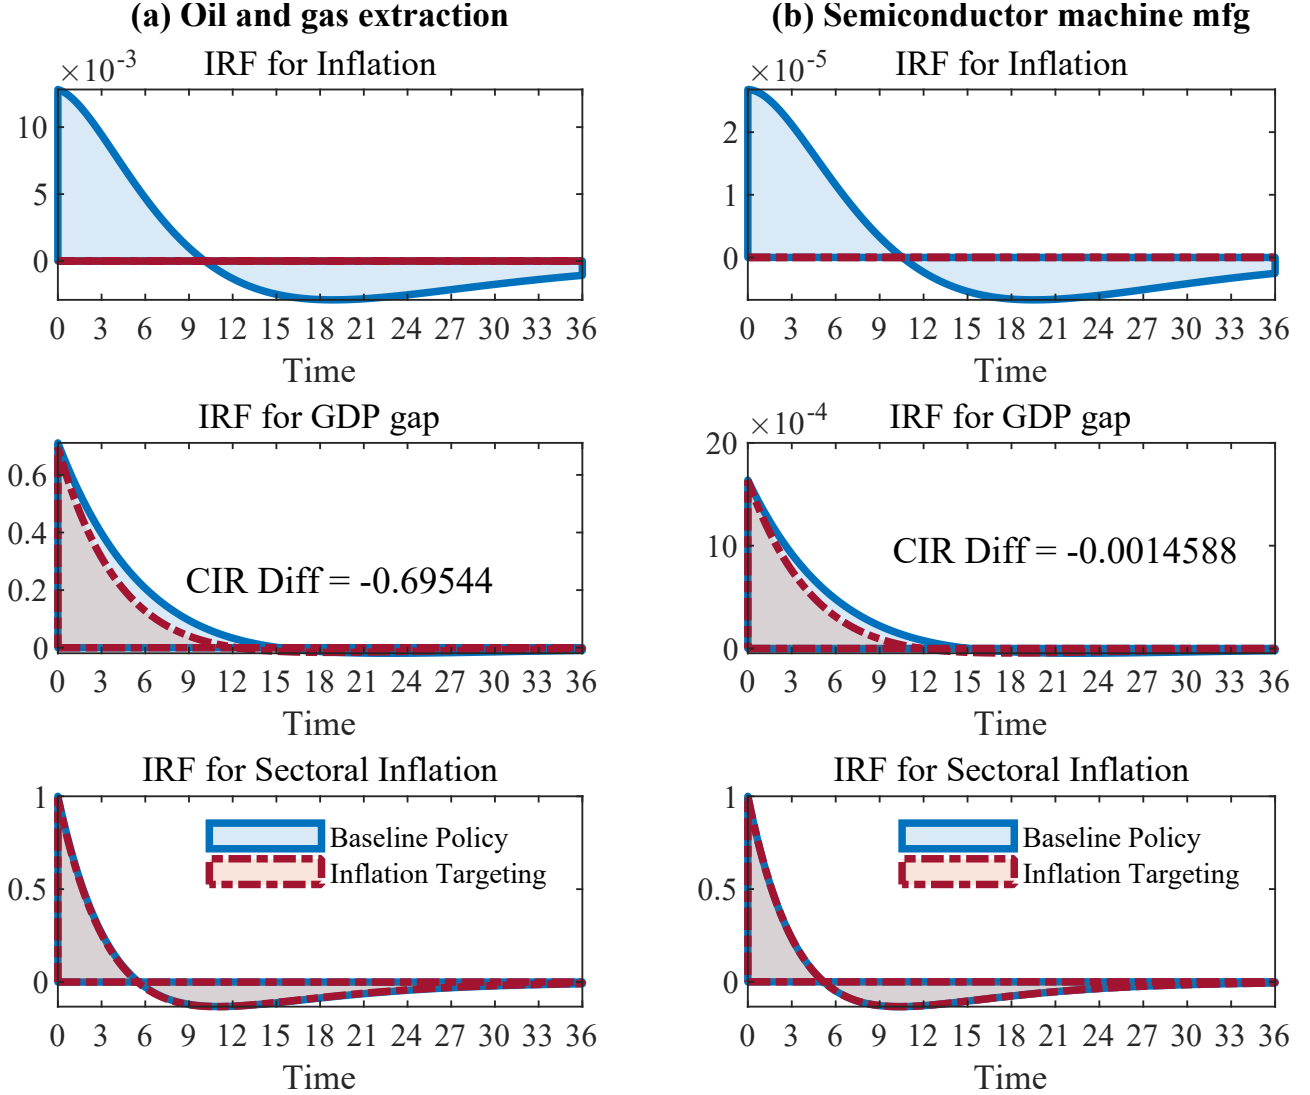 (a) Oil and gas extraction
×10⁻³
IRF for Inflation
10
5
0
0 3 6 9 12 15 18 21 24 27 30 33 36
Time
IRF for GDP gap
0.6
0.4
0.2
0
CIR Diff = -0.69544
0 3 6 9 12 15 18 21 24 27 30 33 36
Time
IRF for Sectoral Inflation
1
0.5
0
Baseline Policy
Inflation Targeting
0 3 6 9 12 15 18 21 24 27 30 33 36
Time
(b) Semiconductor machine mfg
×10⁻⁵
IRF for Inflation
2
1
0
0 3 6 9 12 15 18 21 24 27 30 33 36
Time
IRF for GDP gap
×10⁻⁴
20
10
0
CIR Diff = -0.0014588
0 3 6 9 12 15 18 21 24 27 30 33 36
Time
IRF for Sectoral Inflation
1
0.5
0
Baseline Policy
Inflation Targeting
0 3 6 9 12 15 18 21 24 27 30 33 36
Time